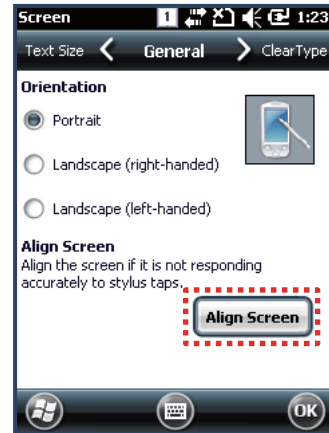 Screen 1 1:23
Text Size General ClearType
Orientation
Portrait
Landscape (right-handed)
Landscape (left-handed)
Align Screen
Align the screen if it is not responding
accurately to stylus taps.
Align Screen
OK